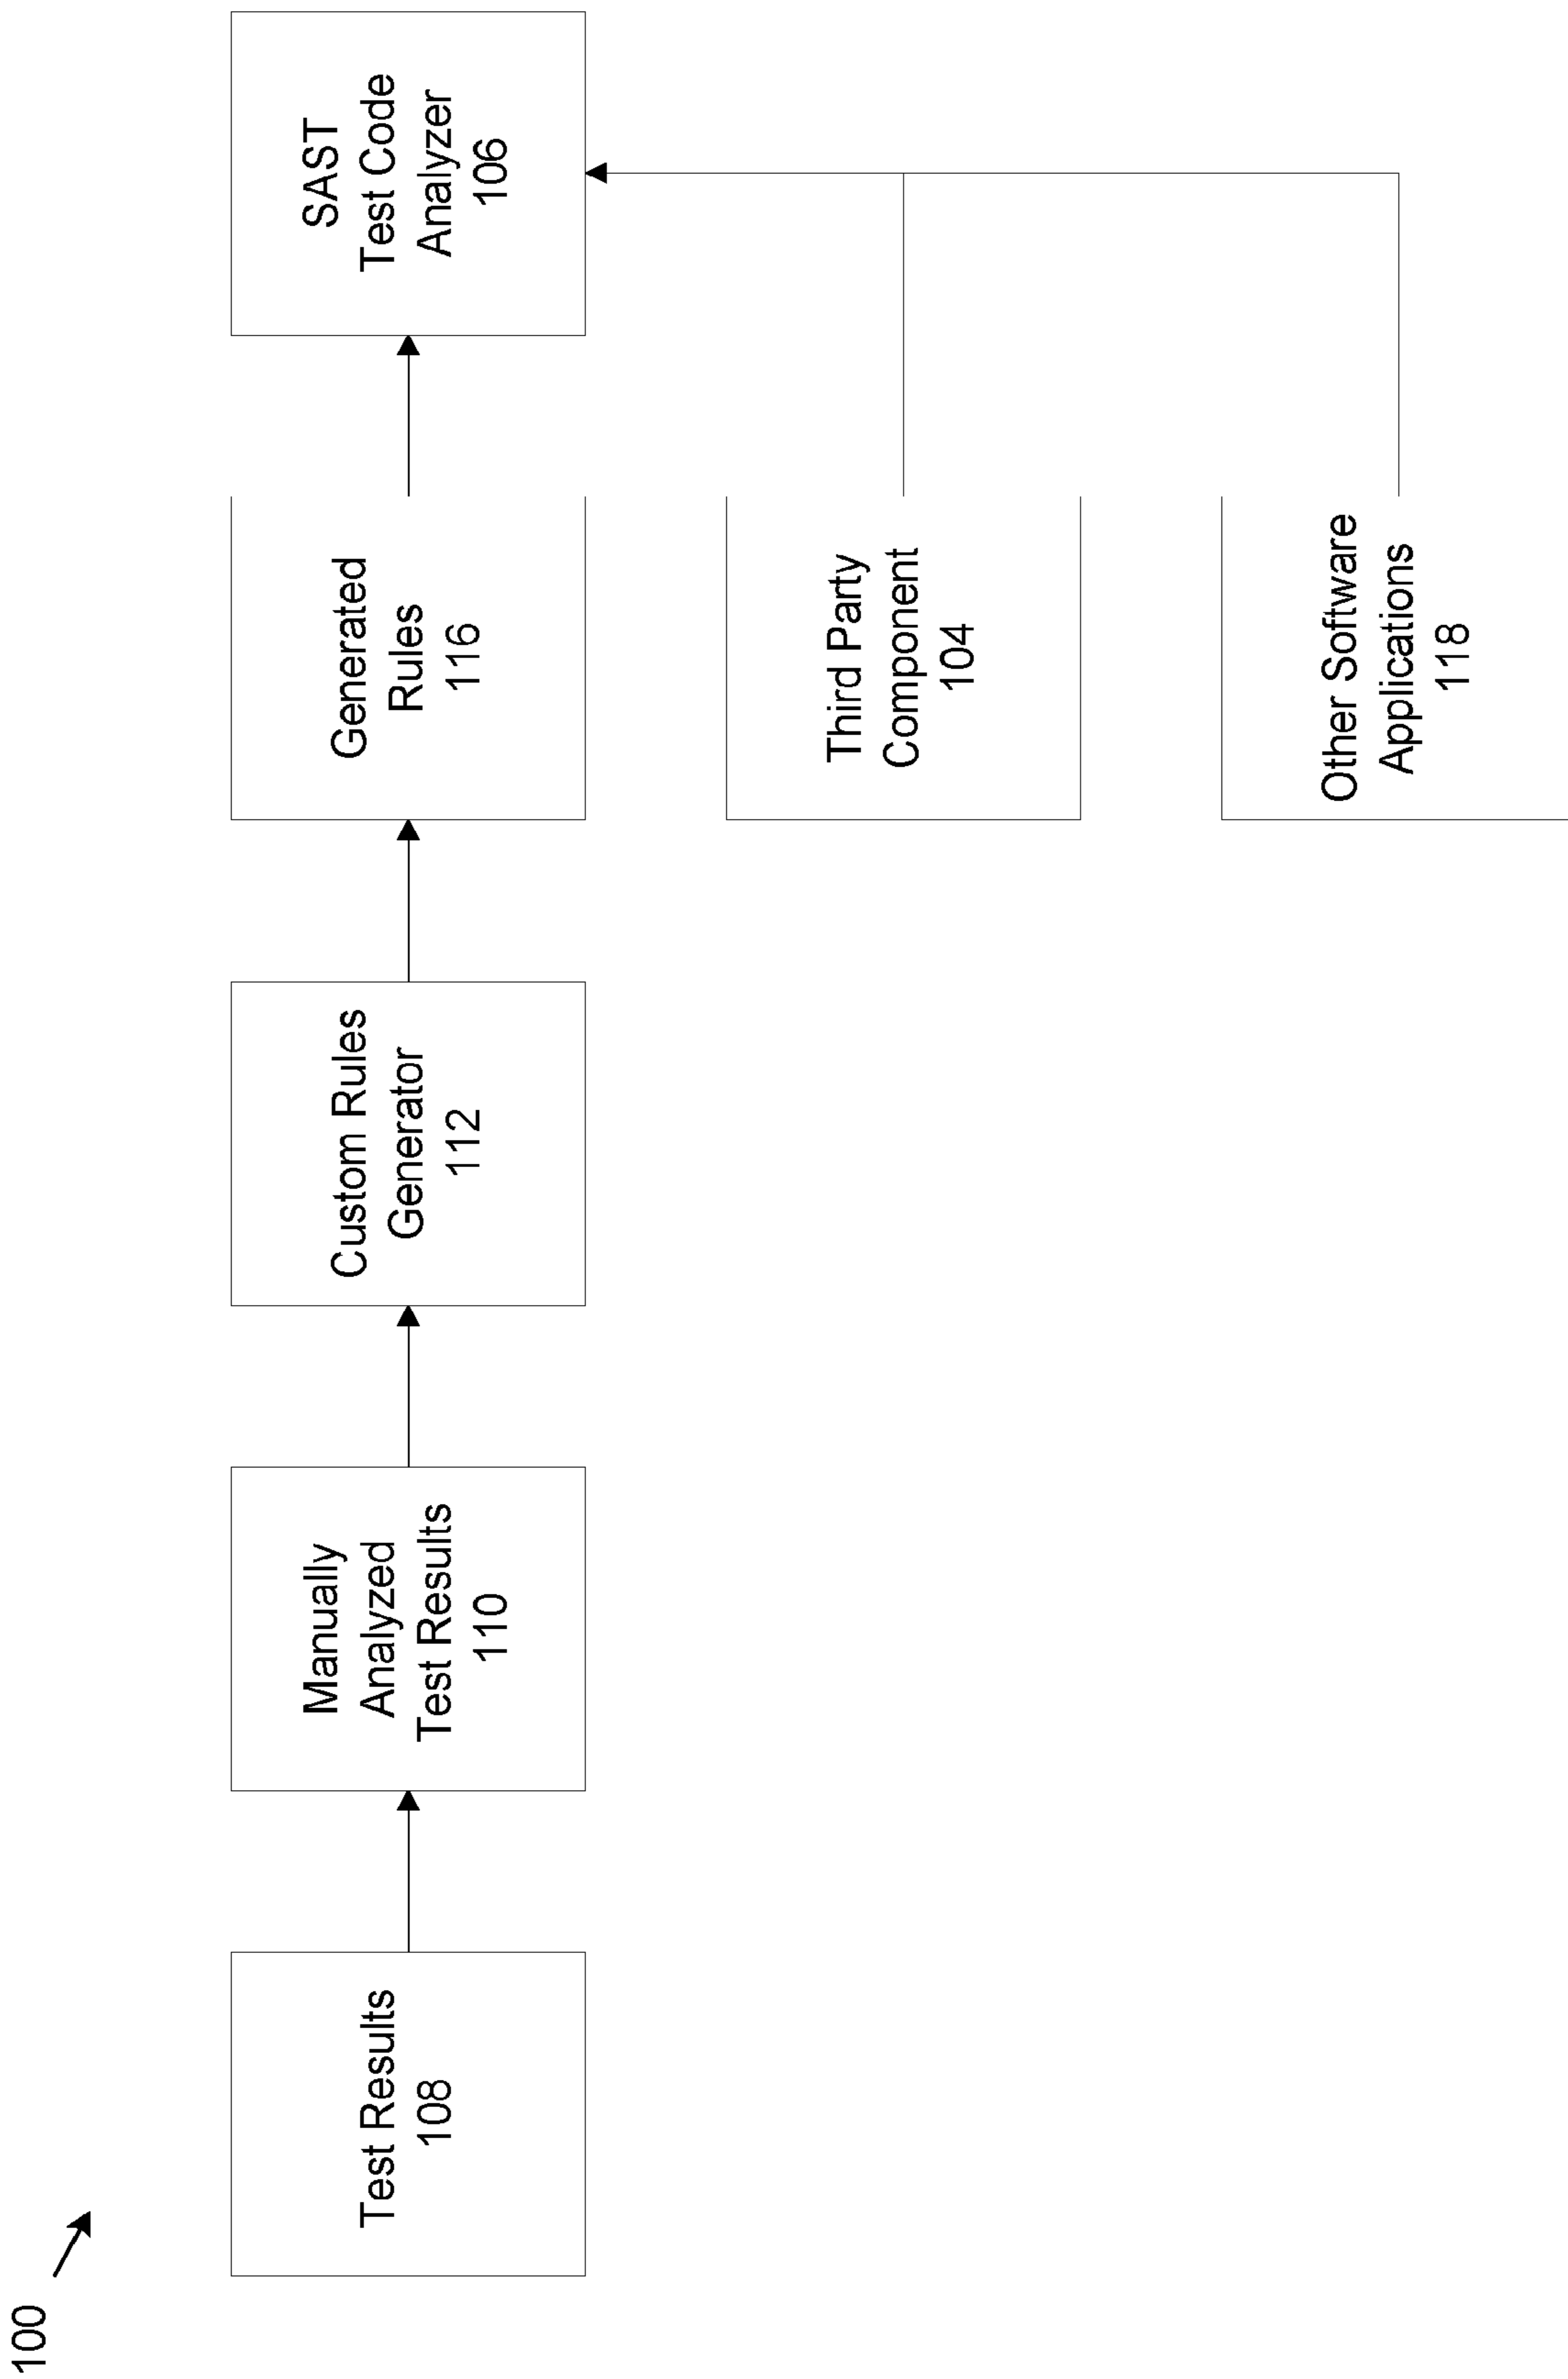 100
Test Results
108
Manually
Analyzed
Test Results
110
Custom Rules
Generator
112
Generated
Rules
116
SAST
Test Code
Analyzer
106
Third Party
Component
104
Other Software
Applications
118